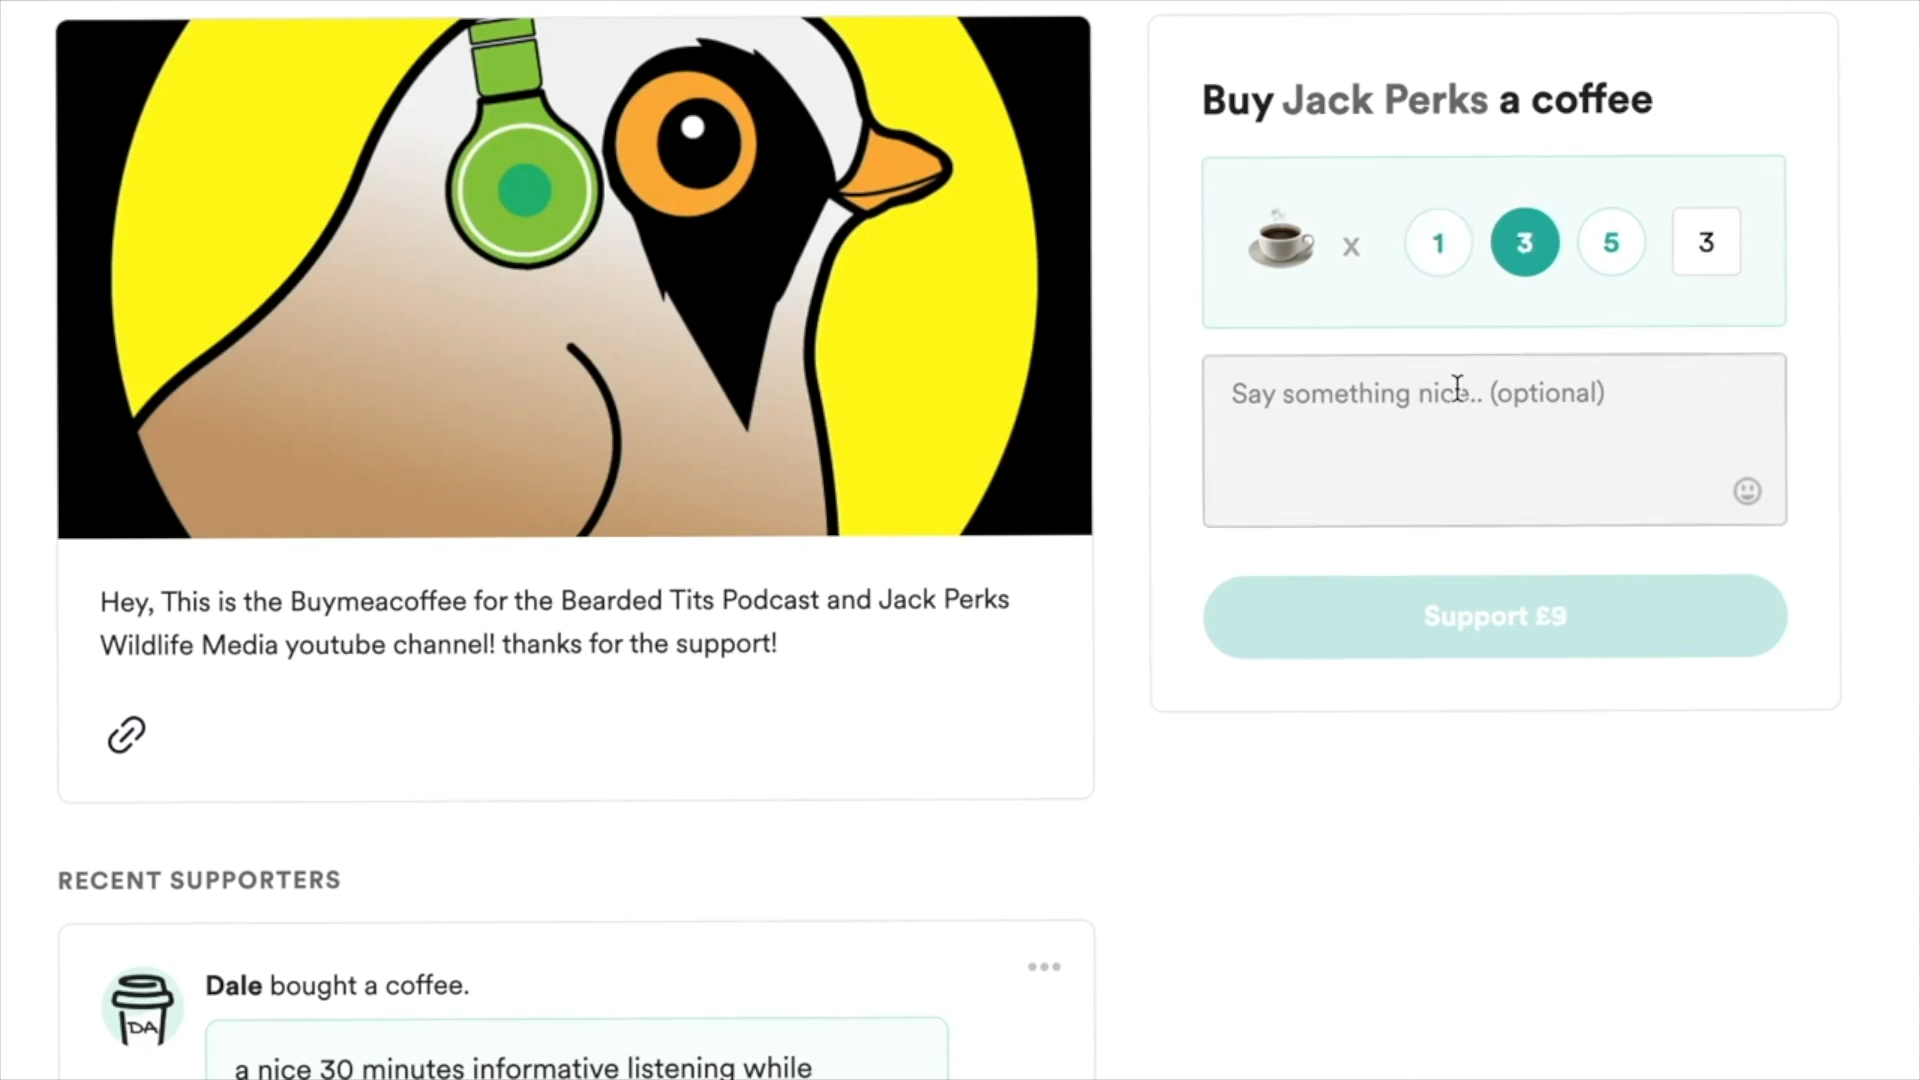 Buy Jack Perks a coffee
x 1 3 5 3
Say something nice.. (optional)
Support £9
Hey, This is the Buymeacoffee for the Bearded Tits Podcast and Jack Perks
Wildlife Media youtube channel! thanks for the support!
RECENT SUPPORTERS
Dale bought a coffee.
DA
a nice 30 minutes informative listening while